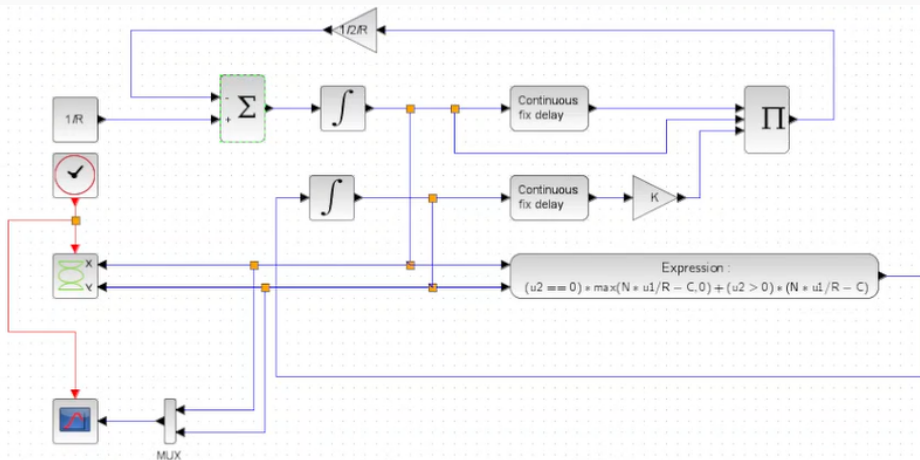 1/2/R
1/R
-
+
Σ
∫
Continuous
fix delay
Π
∫
Continuous
fix delay
K
X
Y
Expression :
(u2 == 0) * max(N * u1/R − C, 0) + (u2 > 0) * (N * u1/R − C)
MUX